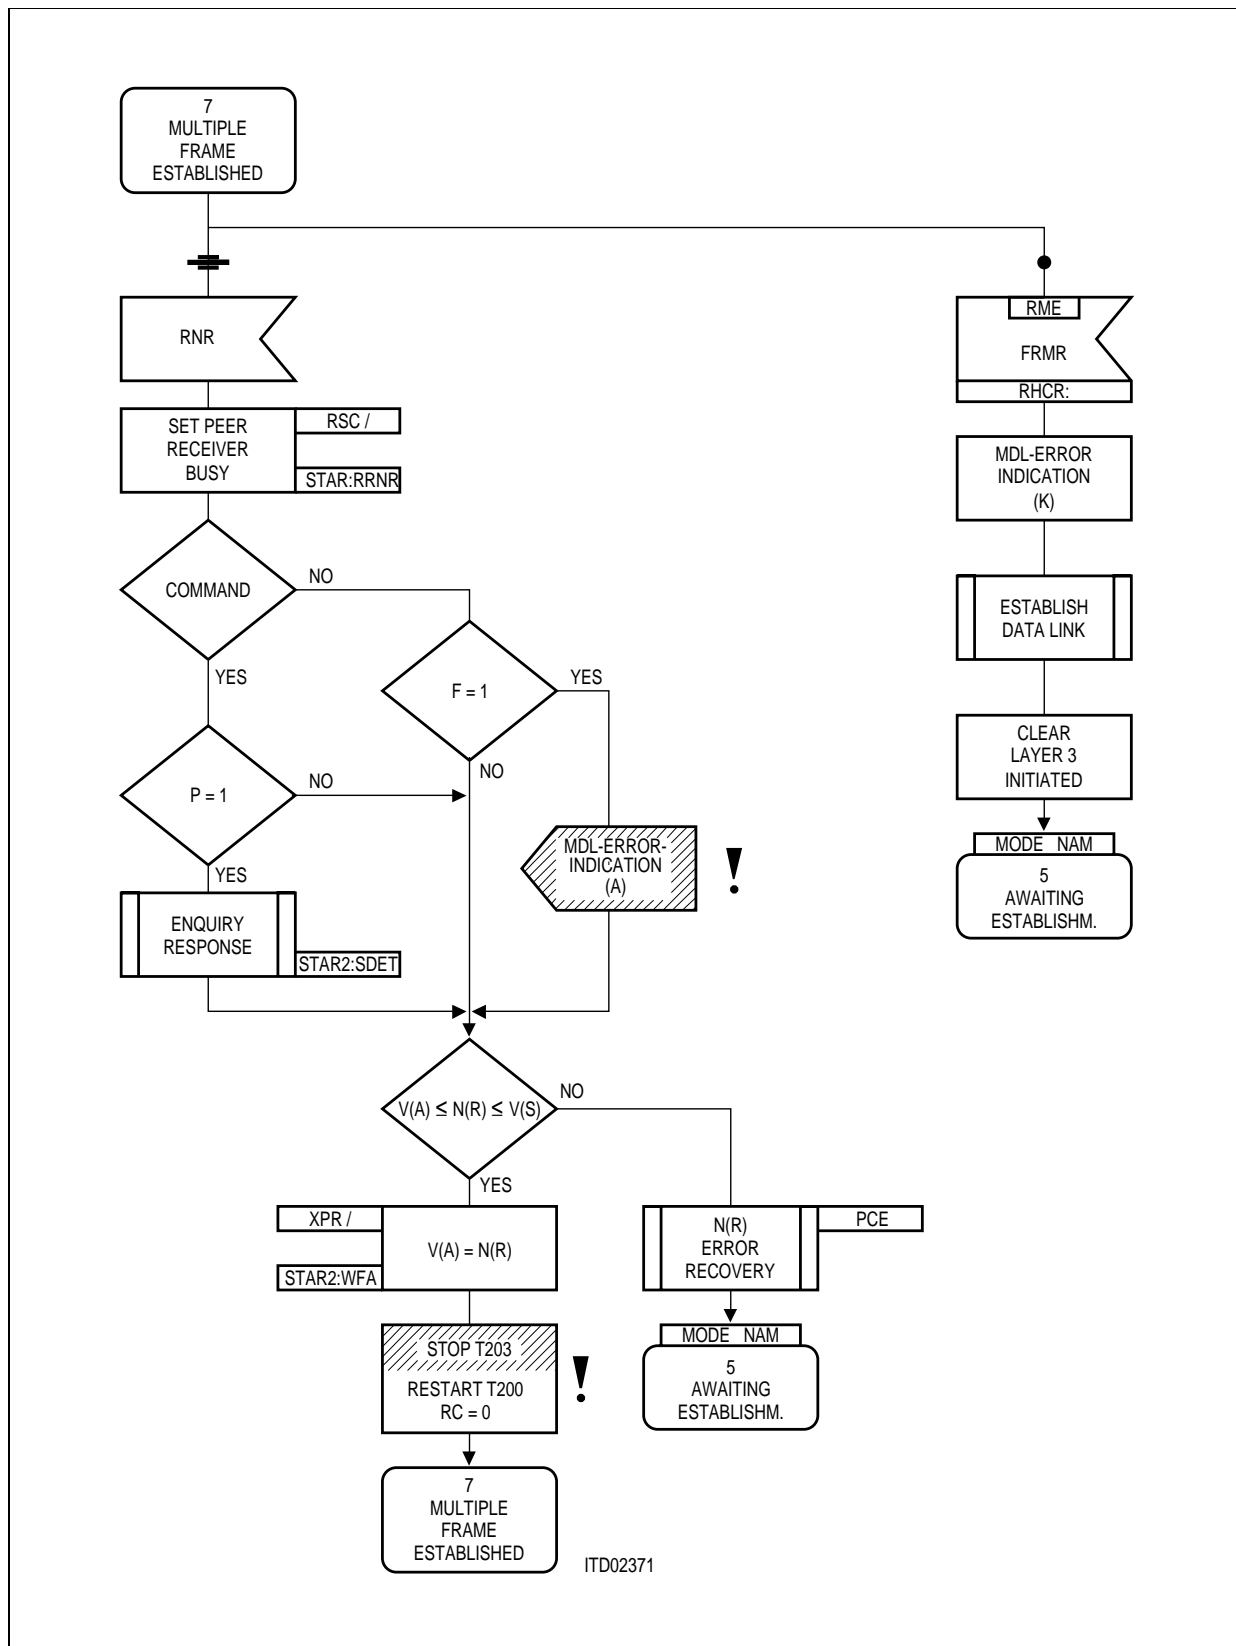 7
MULTIPLE
FRAME
ESTABLISHED
RNR
RME
FRMR
RHCR:
SET PEER
RECEIVER
BUSY
RSC /
STAR:RRNR
MDL-ERROR
INDICATION
(K)
COMMAND
NO
YES
ESTABLISH
DATA LINK
F = 1
YES
NO
P = 1
NO
YES
CLEAR
LAYER 3
INITIATED
MDL-ERROR-
INDICATION
(A)
!
MODE NAM
5
AWAITING
ESTABLISHM.
ENQUIRY
RESPONSE
STAR2:SDET
V(A) ≤ N(R) ≤ V(S)
NO
YES
XPR /
STAR2:WFA
V(A) = N(R)
N(R)
ERROR
RECOVERY
PCE
STOP T203
RESTART T200
RC = 0
!
MODE NAM
5
AWAITING
ESTABLISHM.
7
MULTIPLE
FRAME
ESTABLISHED
ITD02371